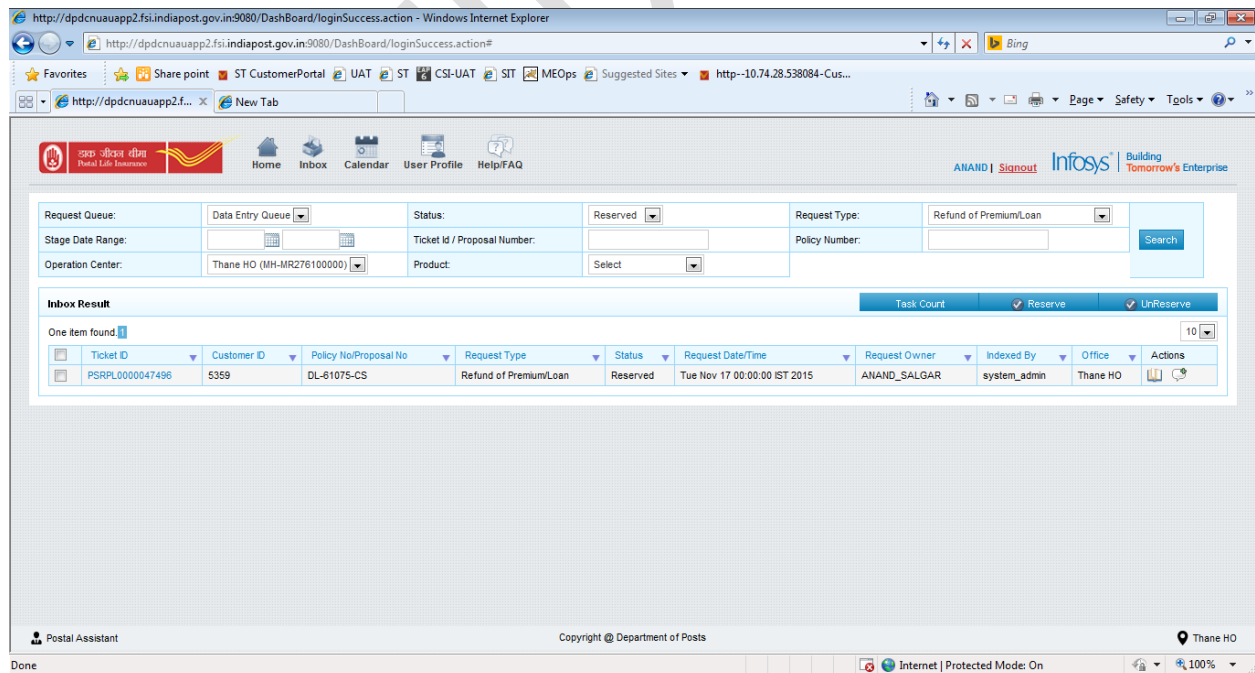 http://dpdcnuauapp2.fsi.indiapost.gov.in:9080/DashBoard/loginSuccess.action - Windows Internet Explorer
http://dpdcnuauapp2.fsi.indiapost.gov.in:9080/DashBoard/loginSuccess.action#
Bing
Favorites Share point ST CustomerPortal UAT ST CSI-UAT SIT MEOps Suggested Sites http--10.74.28.538084-Cus...
http://dpdcnuauapp2.f... New Tab Page Safety Tools
डाक जीवन बीमा
Postal Life Insurance
Home Inbox Calendar User Profile Help/FAQ
ANAND | Signout
Infosys Building Tomorrow's Enterprise
Request Queue: Data Entry Queue Status: Reserved Request Type: Refund of Premium/Loan
Stage Date Range: Ticket Id / Proposal Number: Policy Number: Search
Operation Center: Thane HO (MH-MR276100000) Product: Select
Inbox Result Task Count Reserve UnReserve
One item found.1 10
Ticket ID Customer ID Policy No/Proposal No Request Type Status Request Date/Time Request Owner Indexed By Office Actions
PSRPL0000047496 5359 DL-61075-CS Refund of Premium/Loan Reserved Tue Nov 17 00:00:00 IST 2015 ANAND_SALGAR system_admin Thane HO
Postal Assistant Copyright @ Department of Posts Thane HO
Done Internet | Protected Mode: On 100%